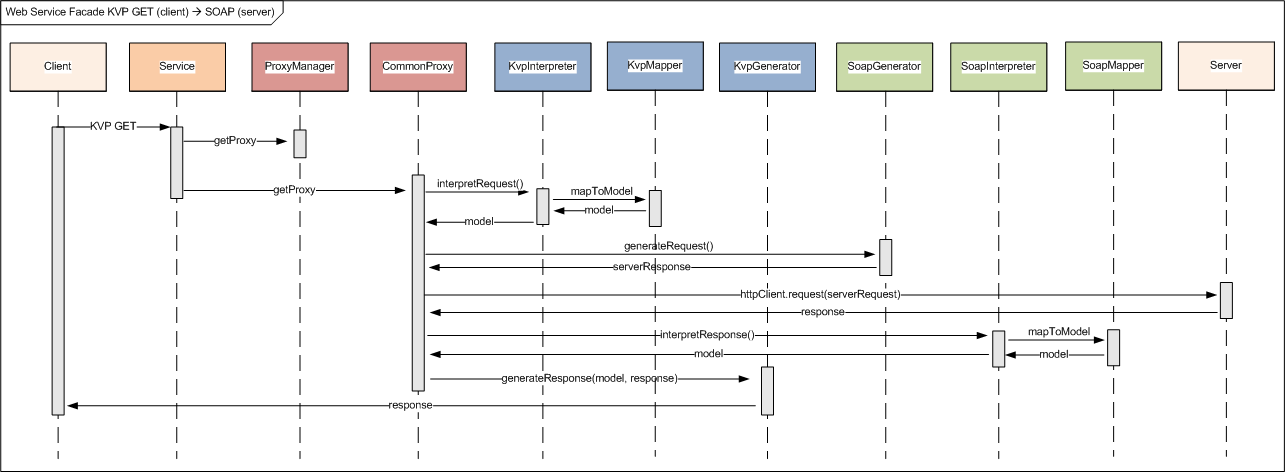 Web Service Facade KVP GET (client) → SOAP (server)
Client
Service
ProxyManager
CommonProxy
KvpInterpreter
KvpMapper
KvpGenerator
SoapGenerator
SoapInterpreter
SoapMapper
Server
KVP GET
getProxy
getProxy
interpretRequest()
mapToModel
model
model
generateRequest()
serverResponse
httpClient.request(serverRequest)
response
interpretResponse()
mapToModel
model
model
generateResponse(model, response)
response